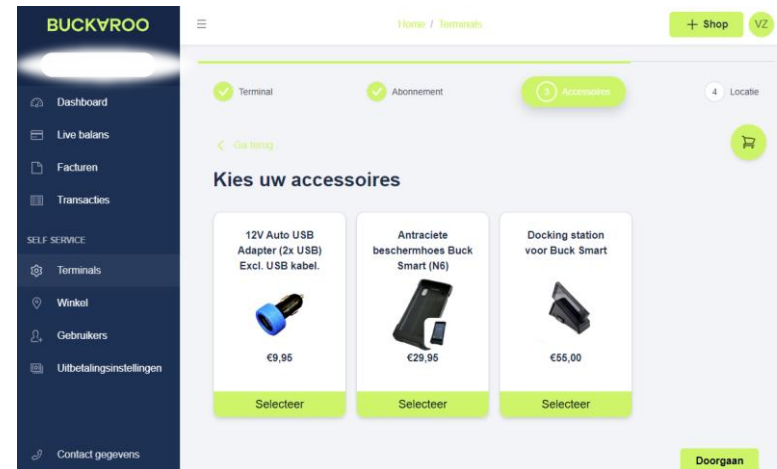 BUCKAROO
Home / Terminals
+ Shop
VZ
Dashboard
Live balans
Facturen
Transacties
SELF SERVICE
Terminals
Winkel
Gebruikers
Uitbetalingsinstellingen
Contact gegevens
Terminal
Abonnement
3 Accessoires
4 Locatie
Ga terug
Kies uw accessoires
12V Auto USB
Adapter (2x USB)
Excl. USB kabel.
€9,95
Selecteer
Antraciete
beschermhoes Buck
Smart (N6)
€29,95
Selecteer
Docking station
voor Buck Smart
€55,00
Selecteer
Doorgaan